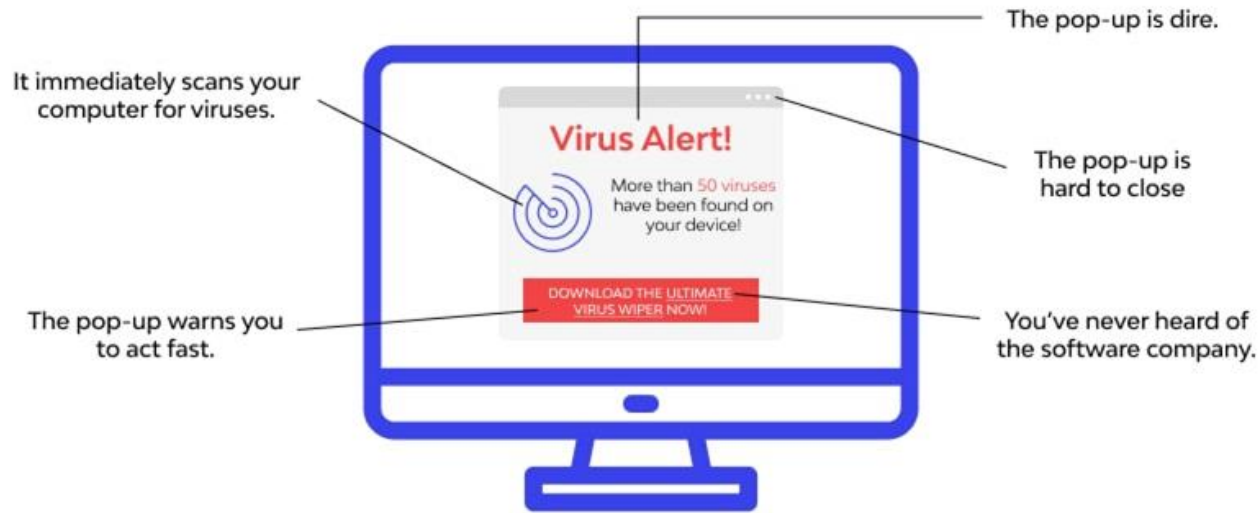 The pop-up is dire.
It immediately scans your
computer for viruses.
Virus Alert!
More than 50 viruses
have been found on
your device!
The pop-up is
hard to close
DOWNLOAD THE ULTIMATE
VIRUS WIPER NOW!
The pop-up warns you
to act fast.
You've never heard of
the software company.